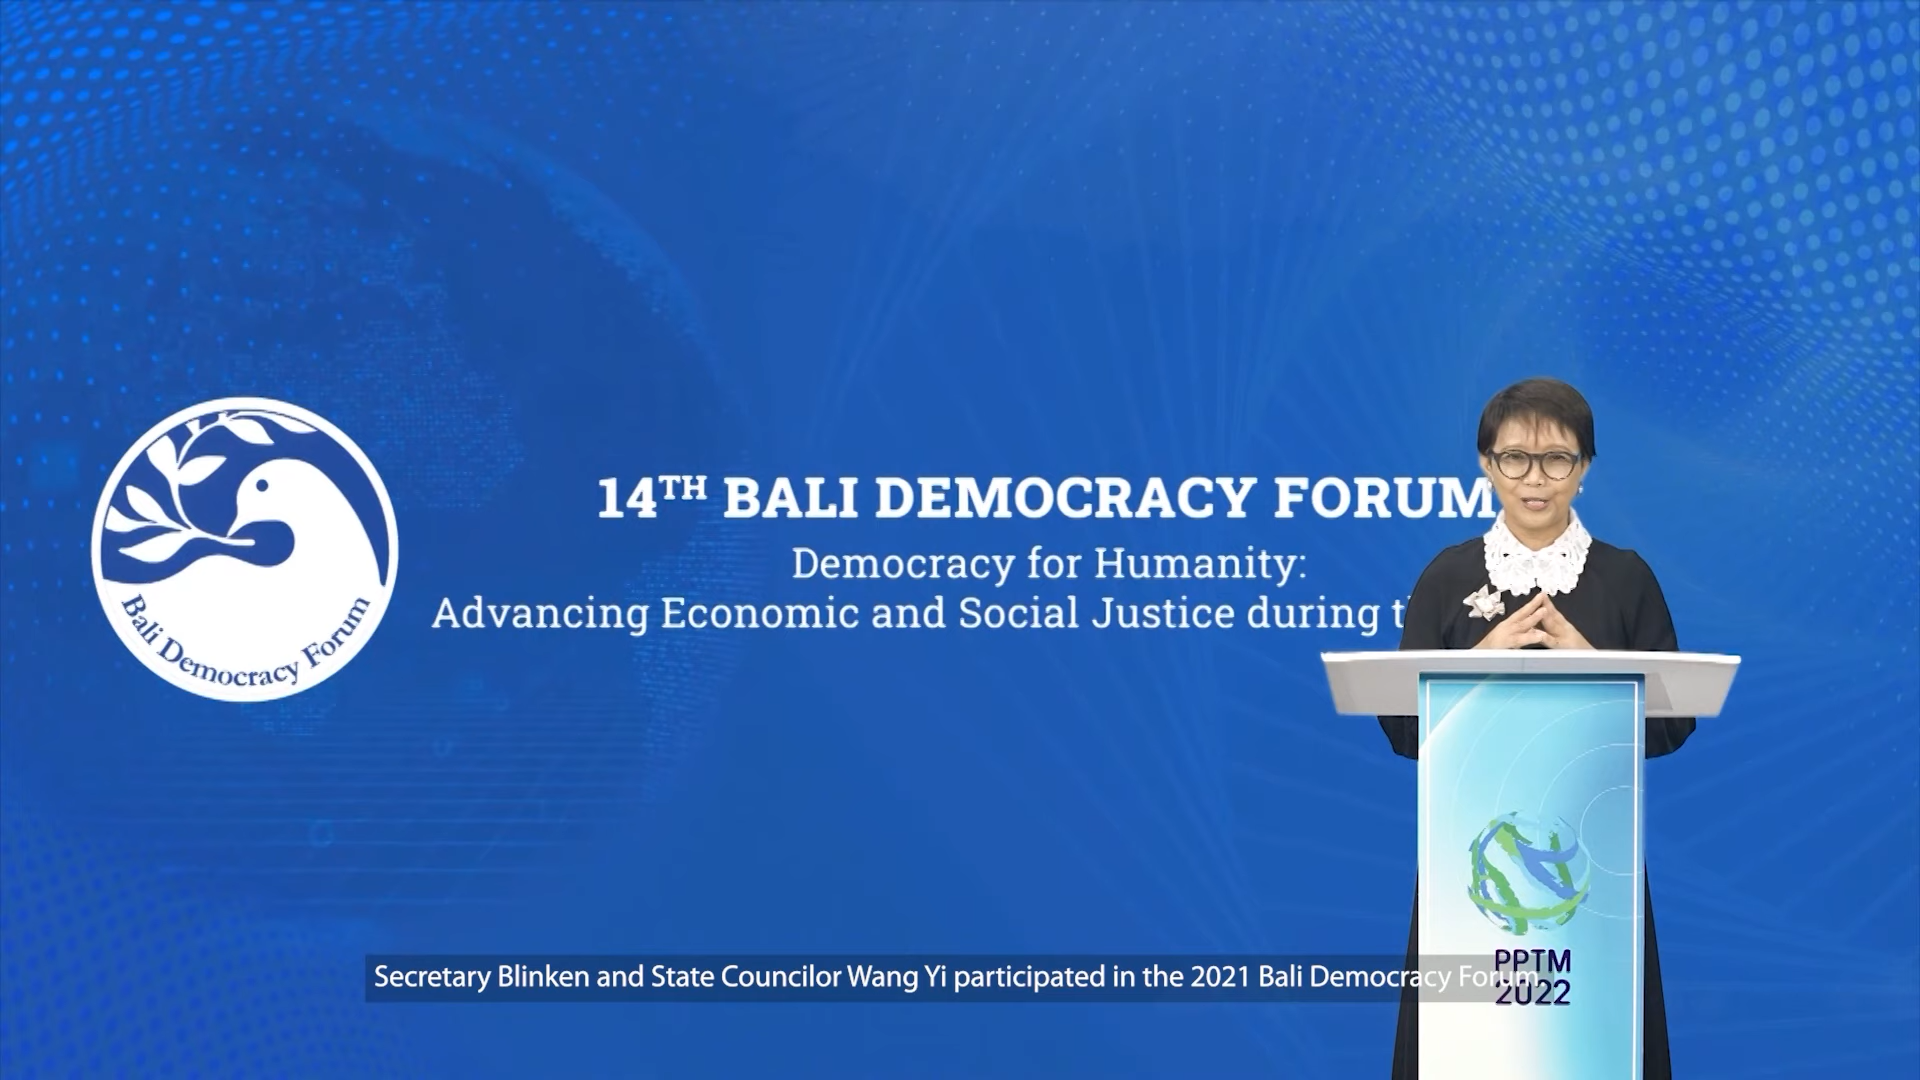 14TH BALI DEMOCRACY FORUM
Democracy for Humanity:
Advancing Economic and Social Justice during t
Bali Democracy Forum
PPTM
2022
Secretary Blinken and State Councilor Wang Yi participated in the 2021 Bali Democracy Forum